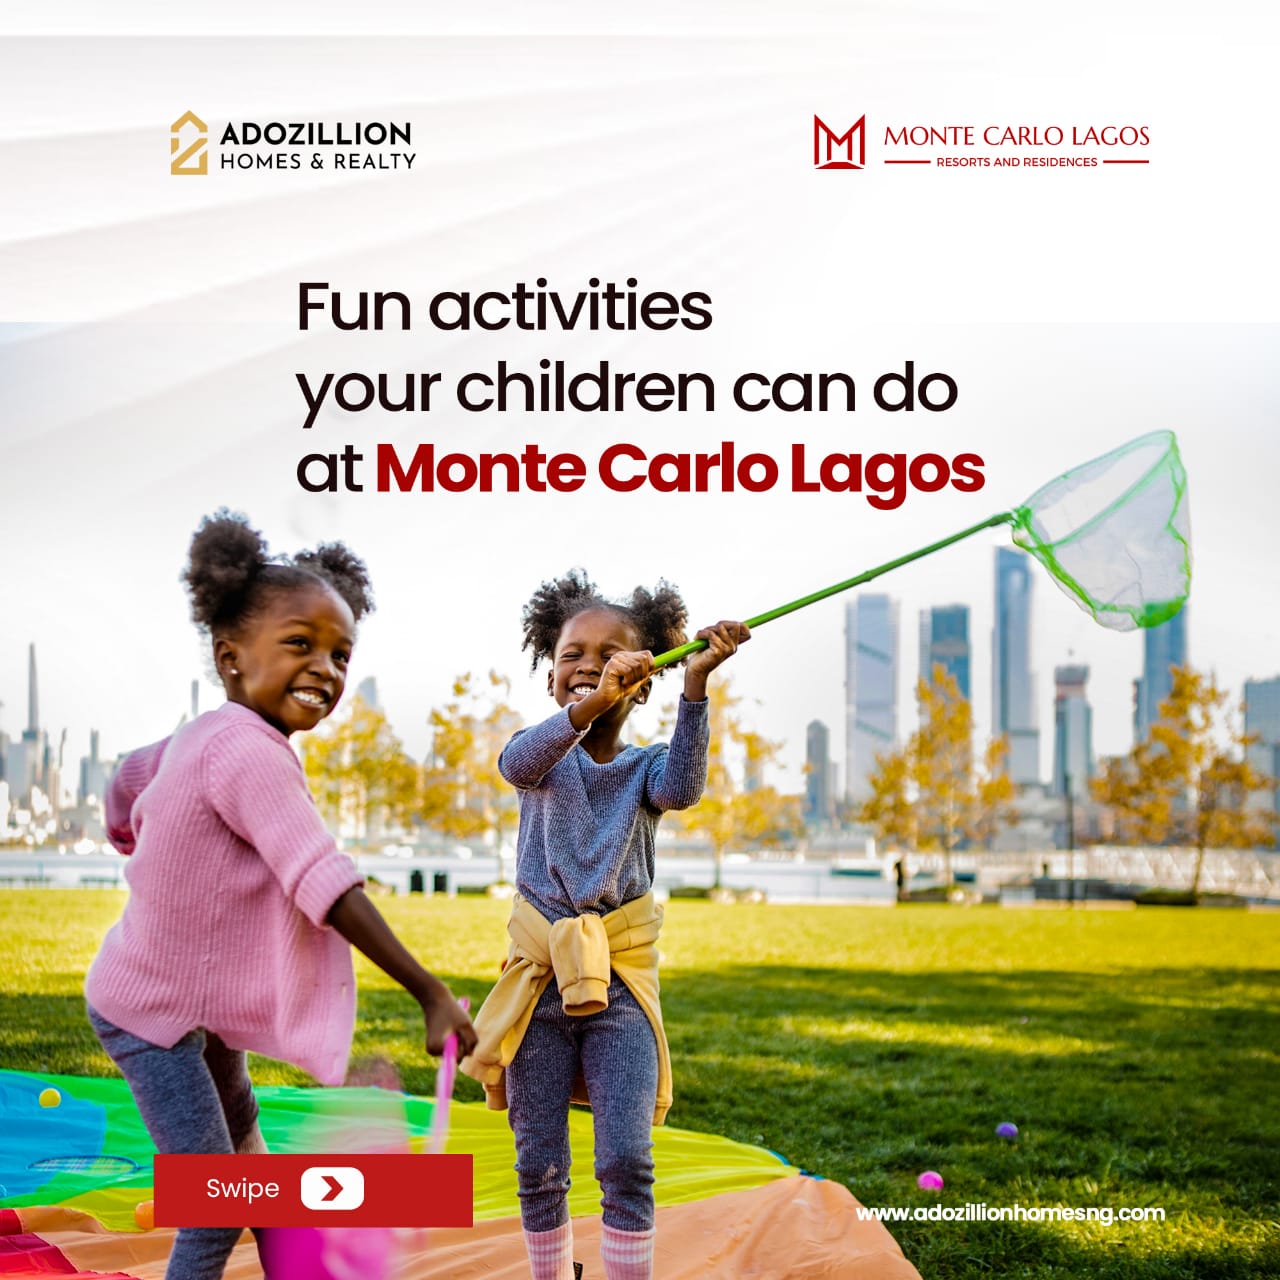 ADOZILLION
HOMES & REALTY
MONTE CARLO LAGOS
RESORTS AND RESIDENCES
Fun activities
your children can do
at Monte Carlo Lagos
Swipe
www.adozillionhomesng.com